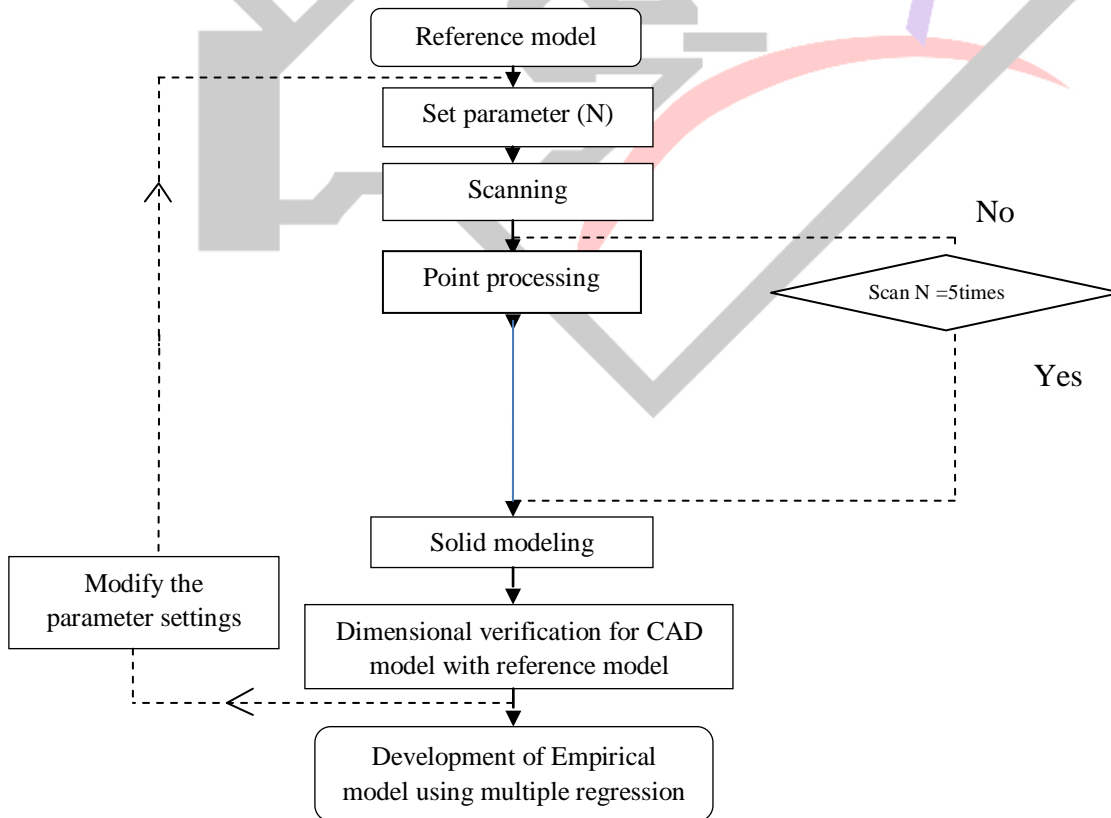 Reference model
Set parameter (N)
Scanning
No
Point processing
Scan N =5times
Yes
Solid modeling
Modify the
parameter settings
Dimensional verification for CAD
model with reference model
Development of Empirical
model using multiple regression